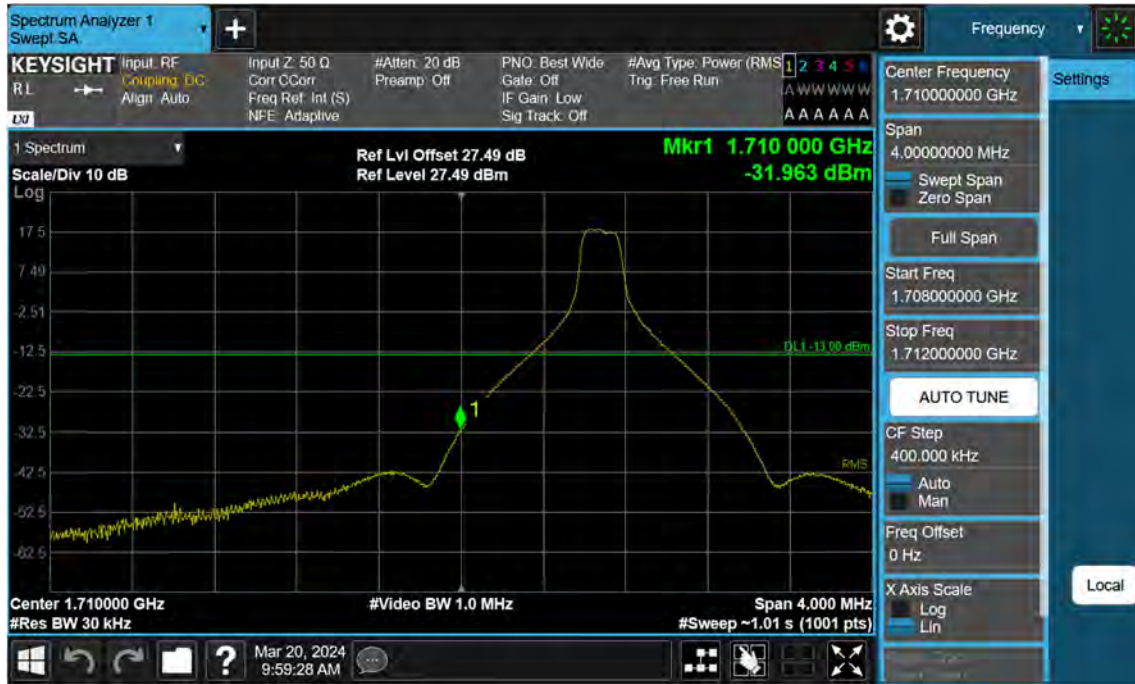 Spectrum Analyzer 1
Swept SA
+
Frequency
KEYSIGHT
RL
LXI
Input: RF
Coupling: DC
Align: Auto
Input Z: 50 Ω
Corr CCorr
Freq Ref: Int (S)
NFE: Adaptive
#Atten: 20 dB
Preamp: Off
PNO: Best Wide
Gate: Off
IF Gain: Low
Sig Track: Off
#Avg Type: Power (RMS
Trig: Free Run
1 2 3 4 5 6
A W W W W W
A A A A A A
1 Spectrum
Scale/Div 10 dB
Log
Ref Lvl Offset 27.49 dB
Ref Level 27.49 dBm
Mkr1 1.710 000 GHz
-31.963 dBm
17.5
7.49
-2.51
-12.5
-22.5
-32.5
-42.5
-52.5
-62.5
DL1 -13.00 dBm
1
RMS
Center 1.710000 GHz
#Res BW 30 kHz
#Video BW 1.0 MHz
Span 4.000 MHz
#Sweep ~1.01 s (1001 pts)
Mar 20, 2024
9:59:28 AM
?
Center Frequency
1.710000000 GHz
Span
4.00000000 MHz
Swept Span
Zero Span
Full Span
Start Freq
1.708000000 GHz
Stop Freq
1.712000000 GHz
AUTO TUNE
CF Step
400.000 kHz
Auto
Man
Freq Offset
0 Hz
X Axis Scale
Log
Lin
Settings
Local